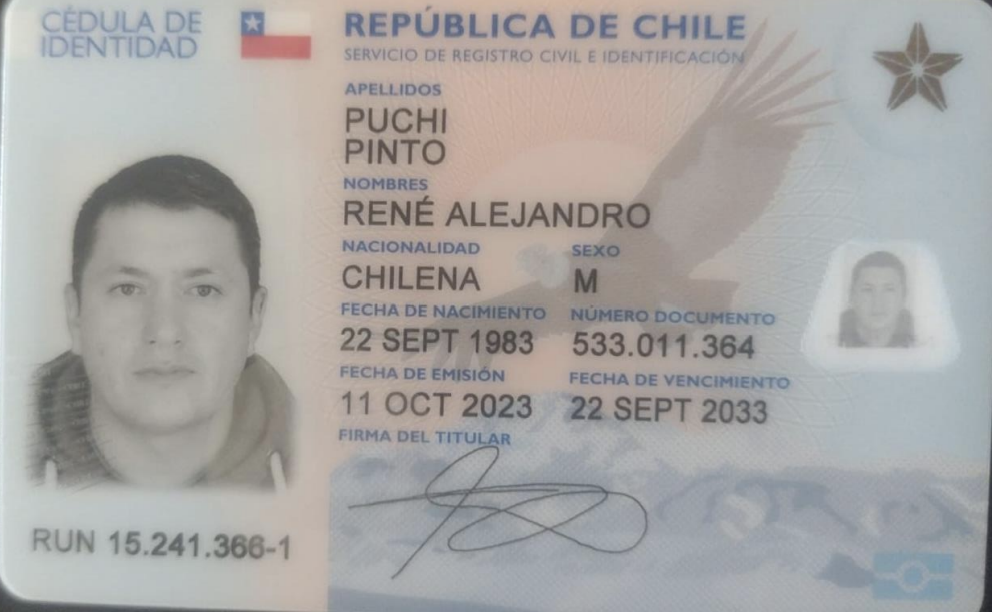 CÉDULA DE
IDENTIDAD
REPÚBLICA DE CHILE
SERVICIO DE REGISTRO CIVIL E IDENTIFICACIÓN
APELLIDOS
PUCHI
PINTO
NOMBRES
RENÉ ALEJANDRO
NACIONALIDAD SEXO
CHILENA M
FECHA DE NACIMIENTO NÚMERO DOCUMENTO
22 SEPT 1983 533.011.364
FECHA DE EMISIÓN FECHA DE VENCIMIENTO
11 OCT 2023 22 SEPT 2033
FIRMA DEL TITULAR
RUN 15.241.366-1